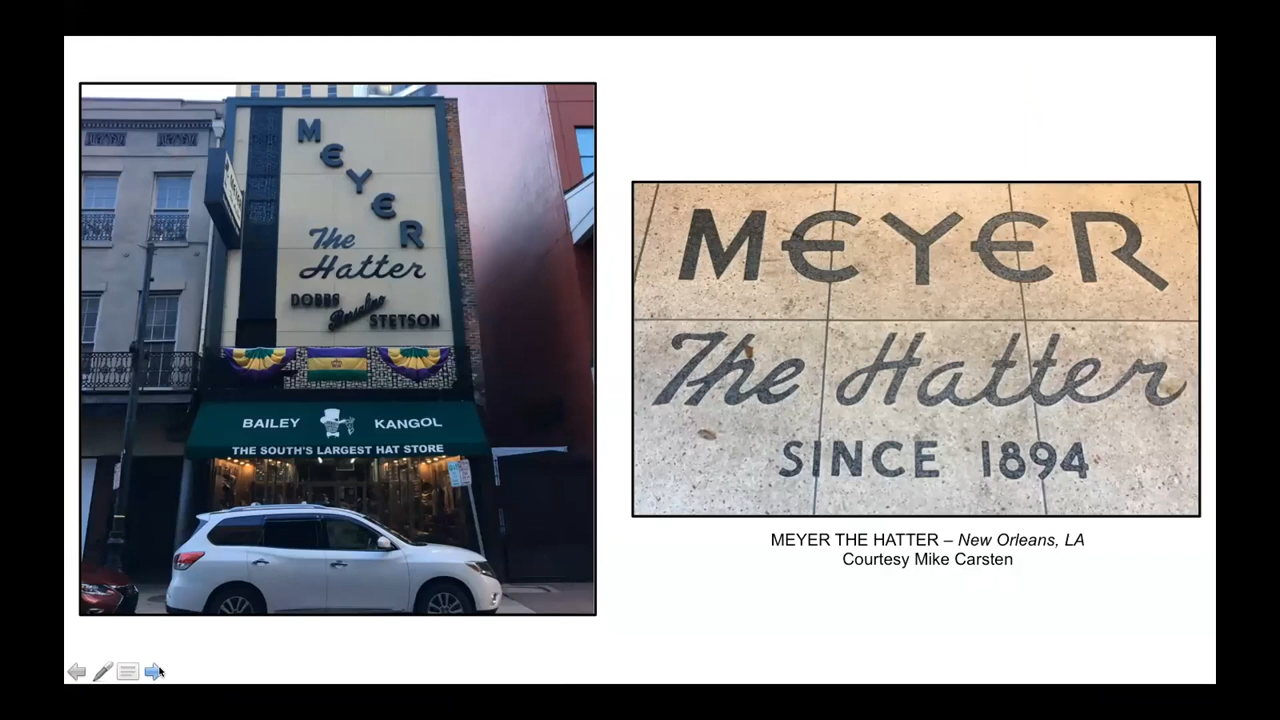 MEYER
The
Hatter
DOBBS
Borsalino
STETSON
BAILEY KANGOL
THE SOUTH'S LARGEST HAT STORE
MEYER
The Hatter
SINCE 1894
MEYER THE HATTER – New Orleans, LA
Courtesy Mike Carsten